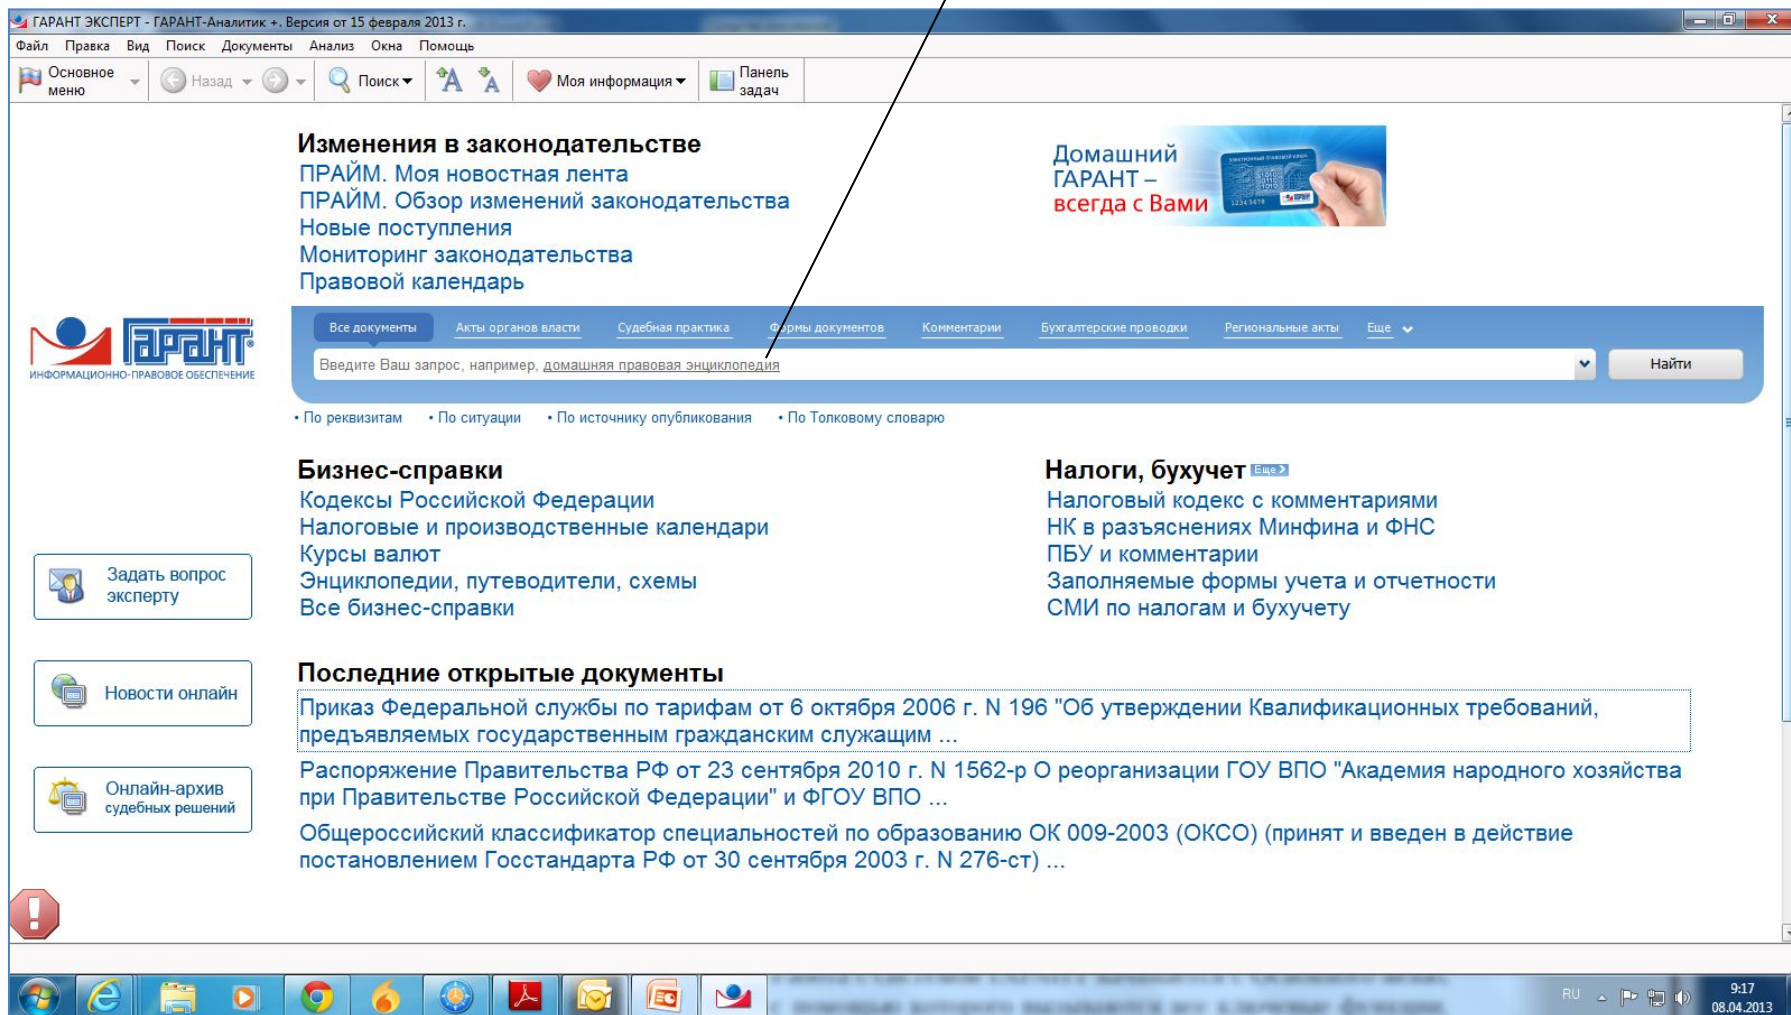 ГАРАНТ ЭКСПЕРТ - ГАРАНТ-Аналитик +. Версия от 15 февраля 2013 г.
Файл Правка Вид Поиск Документы Анализ Окна Помощь
Основное меню Назад Поиск Моя информация Панель задач
Изменения в законодательстве
ПРАЙМ. Моя новостная лента
ПРАЙМ. Обзор изменений законодательства
Новые поступления
Мониторинг законодательства
Правовой календарь
Домашний
ГАРАНТ –
всегда с Вами
Гарант
ИНФОРМАЦИОННО-ПРАВОВОЕ ОБЕСПЕЧЕНИЕ
Все документы Акты органов власти Судебная практика Формы документов Комментарии Бухгалтерские проводки Региональные акты Еще
Введите Ваш запрос, например, домашняя правовая энциклопедия
Найти
• По реквизитам • По ситуации • По источнику опубликования • По Толковому словарю
Бизнес-справки
Кодексы Российской Федерации
Налоговые и производственные календари
Курсы валют
Энциклопедии, путеводители, схемы
Все бизнес-справки
Налоги, бухучет Еще
Налоговый кодекс с комментариями
НК в разъяснениях Минфина и ФНС
ПБУ и комментарии
Заполняемые формы учета и отчетности
СМИ по налогам и бухучету
Задать вопрос
эксперту
Новости онлайн
Онлайн-архив
судебных решений
Последние открытые документы
Приказ Федеральной службы по тарифам от 6 октября 2006 г. N 196 "Об утверждении Квалификационных требований,
предъявляемых государственным гражданским служащим ...
Распоряжение Правительства РФ от 23 сентября 2010 г. N 1562-р О реорганизации ГОУ ВПО "Академия народного хозяйства
при Правительстве Российской Федерации" и ФГОУ ВПО ...
Общероссийский классификатор специальностей по образованию ОК 009-2003 (ОКСО) (принят и введен в действие
постановлением Госстандарта РФ от 30 сентября 2003 г. N 276-ст) ...
RU
9:17
08.04.2013